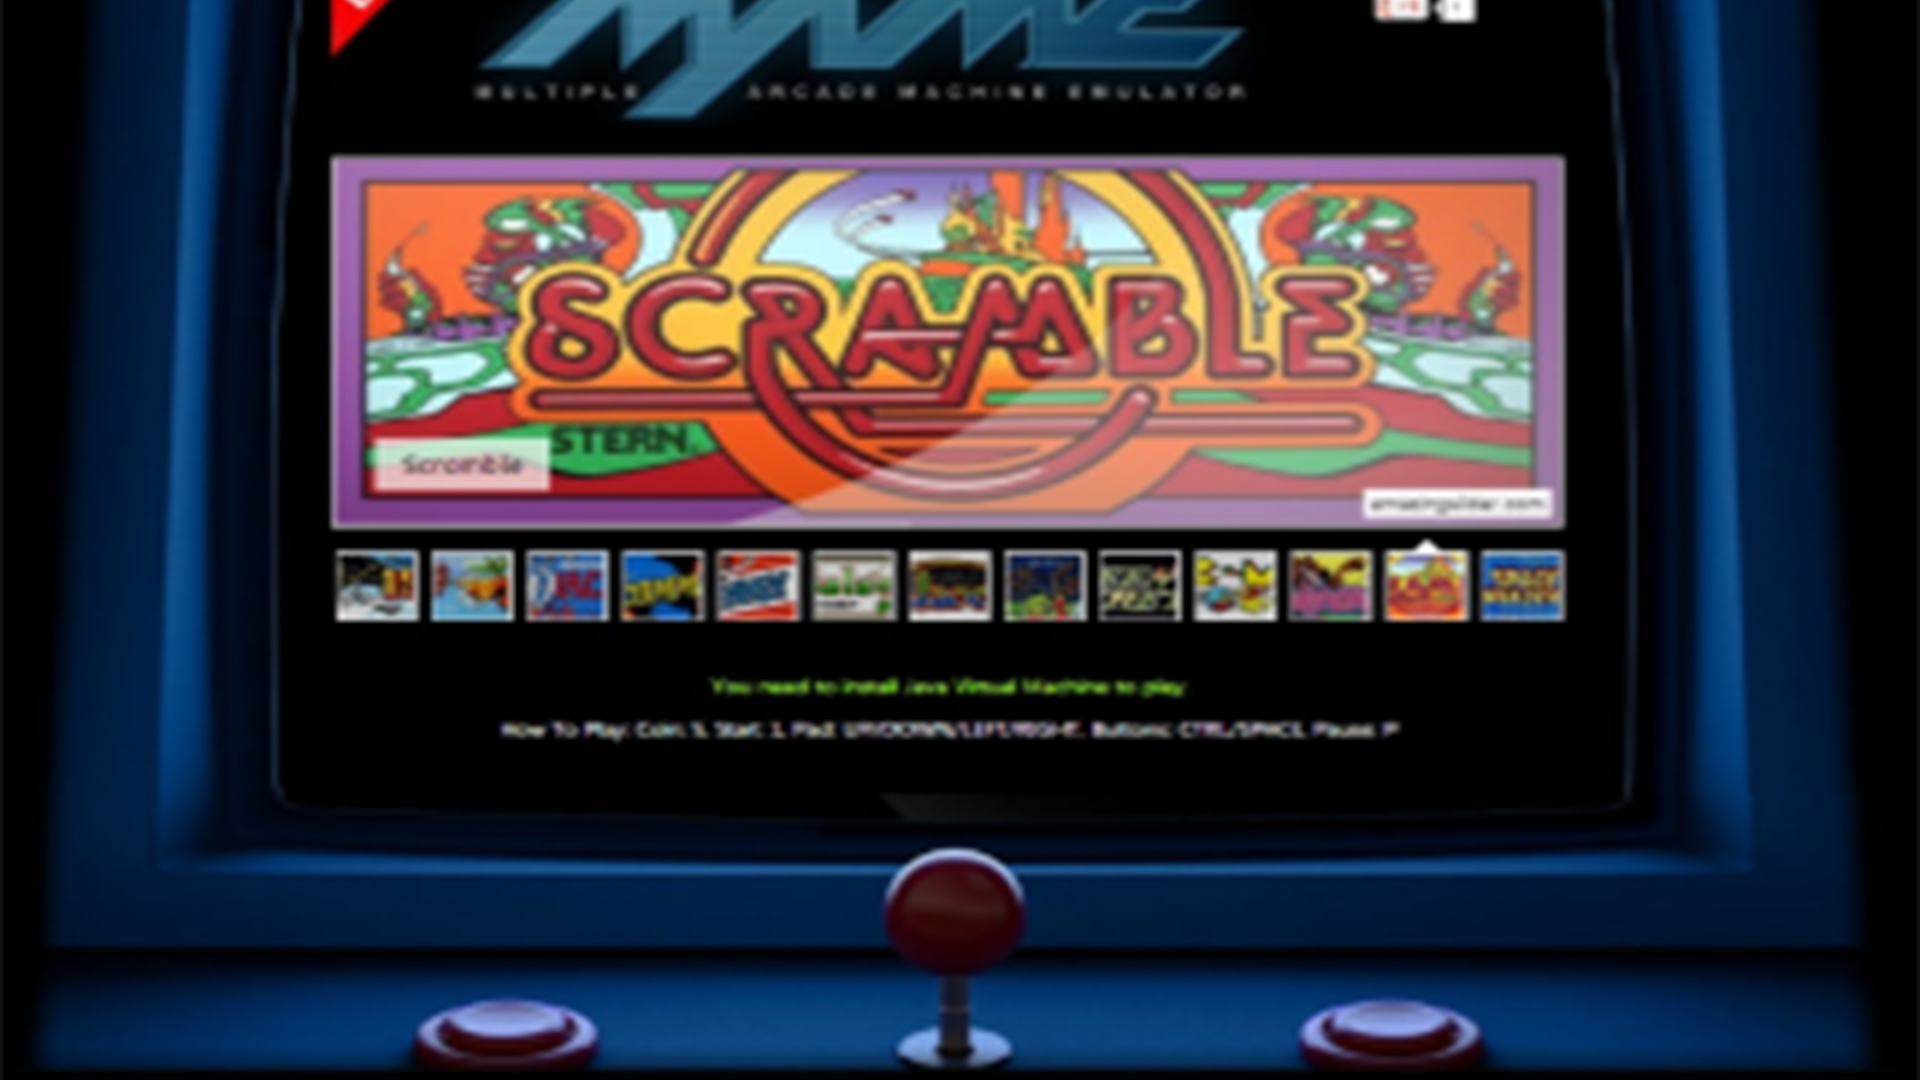 MAME
MULTIPLE ARCADE MACHINE EMULATOR
SCRAMBLE
STERN
Scramble
You need to install Java Virtual Machine to play
How To Play: Coin: 5, Start: 1, Pad: UP/DOWN/LEFT/RIGHT, Buttons: CTRL/SPACE, Pause: P